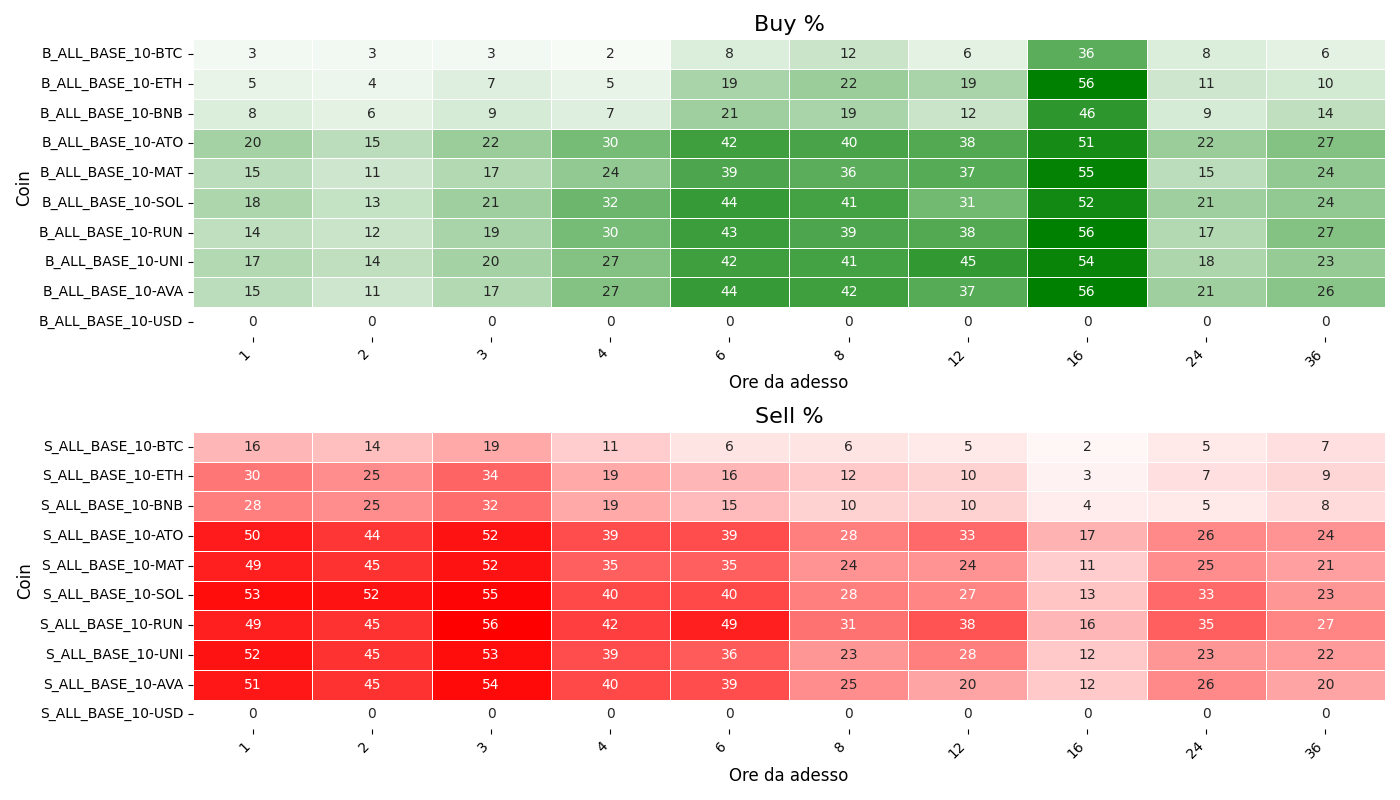 Buy %
Coin
B_ALL_BASE_10-BTC 3 3 3 2 8 12 6 36 8 6
B_ALL_BASE_10-ETH 5 4 7 5 19 22 19 56 11 10
B_ALL_BASE_10-BNB 8 6 9 7 21 19 12 46 9 14
B_ALL_BASE_10-ATO 20 15 22 30 42 40 38 51 22 27
B_ALL_BASE_10-MAT 15 11 17 24 39 36 37 55 15 24
B_ALL_BASE_10-SOL 18 13 21 32 44 41 31 52 21 24
B_ALL_BASE_10-RUN 14 12 19 30 43 39 38 56 17 27
B_ALL_BASE_10-UNI 17 14 20 27 42 41 45 54 18 23
B_ALL_BASE_10-AVA 15 11 17 27 44 42 37 56 21 26
B_ALL_BASE_10-USD 0 0 0 0 0 0 0 0 0 0
1 2 3 4 6 8 12 16 24 36
Ore da adesso
Sell %
Coin
S_ALL_BASE_10-BTC 16 14 19 11 6 6 5 2 5 7
S_ALL_BASE_10-ETH 30 25 34 19 16 12 10 3 7 9
S_ALL_BASE_10-BNB 28 25 32 19 15 10 10 4 5 8
S_ALL_BASE_10-ATO 50 44 52 39 39 28 33 17 26 24
S_ALL_BASE_10-MAT 49 45 52 35 35 24 24 11 25 21
S_ALL_BASE_10-SOL 53 52 55 40 40 28 27 13 33 23
S_ALL_BASE_10-RUN 49 45 56 42 49 31 38 16 35 27
S_ALL_BASE_10-UNI 52 45 53 39 36 23 28 12 23 22
S_ALL_BASE_10-AVA 51 45 54 40 39 25 20 12 26 20
S_ALL_BASE_10-USD 0 0 0 0 0 0 0 0 0 0
1 2 3 4 6 8 12 16 24 36
Ore da adesso